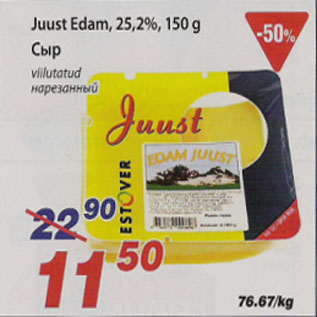 Juust Edam, 25,2%, 150 g
Сыр
viilutatud
нарезанный
-50%
Juust
EDAM JUUST
ESTOVER
22 90
11 50
76.67/kg